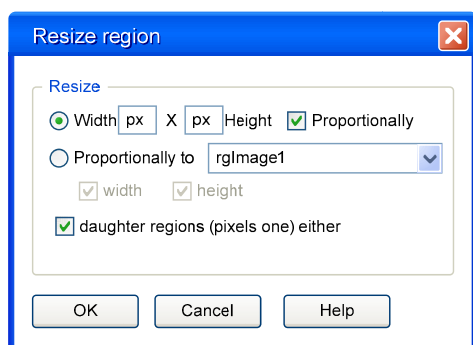 Resize region
Resize
Width px X px Height Proportionally
Proportionally to rgImage1
width height
daughter regions (pixels one) either
OK Cancel Help